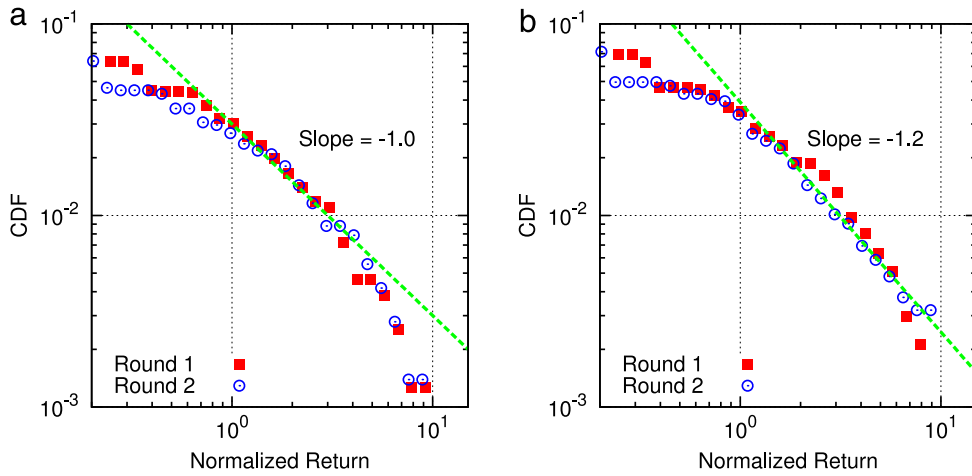 a
10^-1
10^-2
10^-3
CDF
Slope = -1.0
Round 1
Round 2
10^0
10^1
Normalized Return
b
10^-1
10^-2
10^-3
CDF
Slope = -1.2
Round 1
Round 2
10^0
10^1
Normalized Return